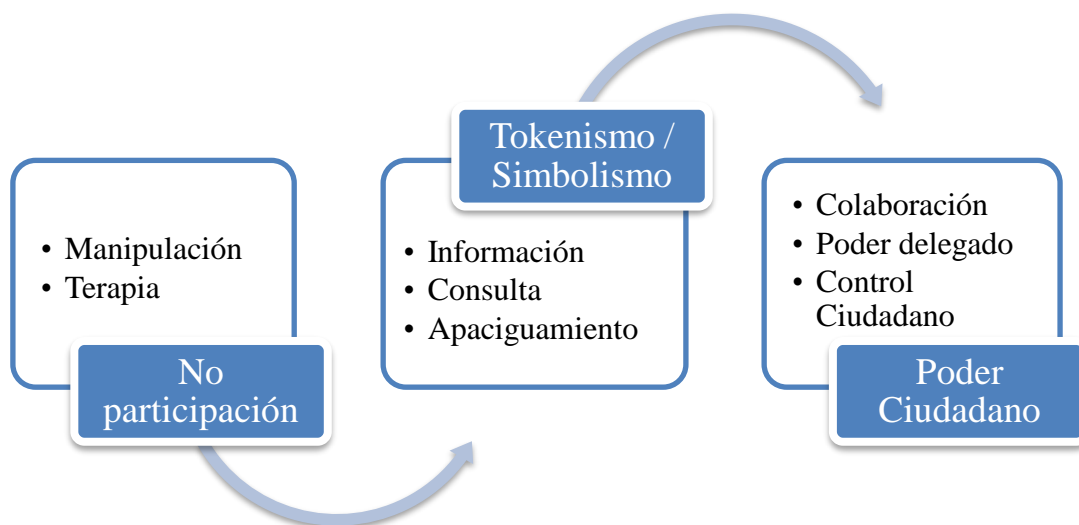 • Manipulación
• Terapia
No
participación
Tokenismo /
Simbolismo
• Información
• Consulta
• Apaciguamiento
• Colaboración
• Poder delegado
• Control
Ciudadano
Poder
Ciudadano